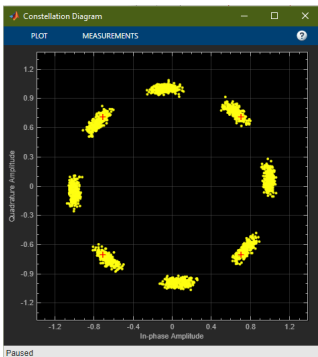 Constellation Diagram
PLOT MEASUREMENTS ?
1.2
0.9
0.6
0.3
0
-0.3
-0.6
-0.9
-1.2
Quadrature Amplitude
-1.2 -0.8 -0.4 0 0.4 0.8 1.2
In-phase Amplitude
Paused